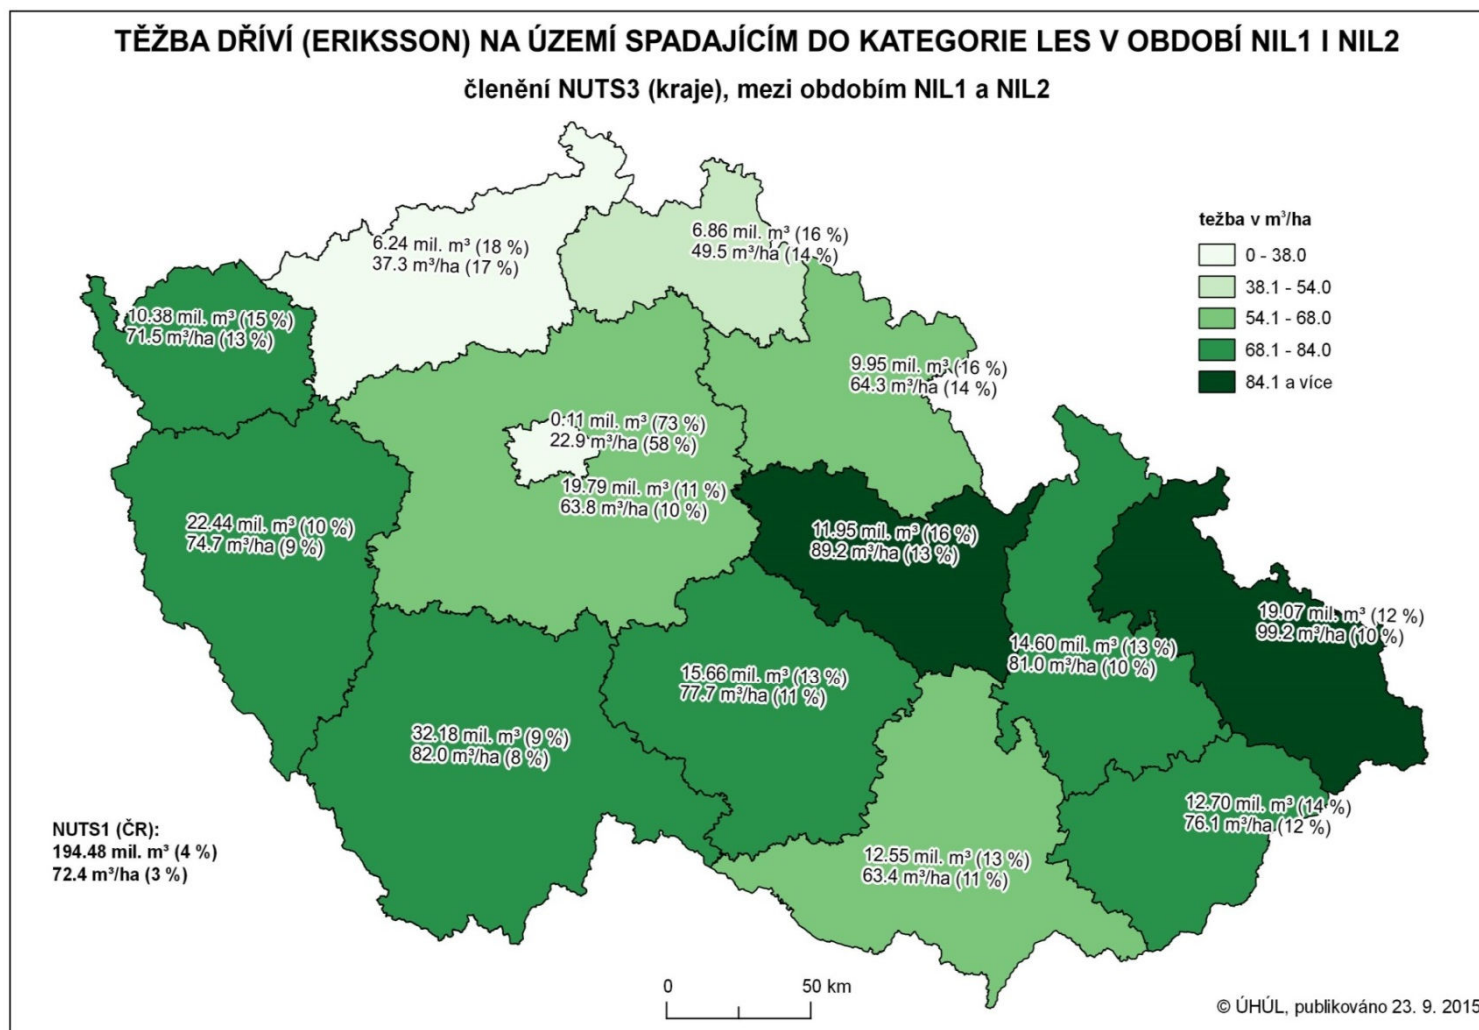 TĚŽBA DŘÍVÍ (ERIKSSON) NA ÚZEMÍ SPADAJÍCÍM DO KATEGORIE LES V OBDOBÍ NIL1 I NIL2
členění NUTS3 (kraje), mezi obdobím NIL1 a NIL2
6.24 mil. m³ (18 %)
37.3 m³/ha (17 %)
6.86 mil. m³ (16 %)
49.5 m³/ha (14 %)
težba v m³/ha
0 - 38.0
38.1 - 54.0
54.1 - 68.0
68.1 - 84.0
84.1 a více
10.38 mil. m³ (15 %)
71.5 m³/ha (13 %)
9.95 mil. m³ (16 %)
64.3 m³/ha (14 %)
0.11 mil. m³ (73 %)
22.9 m³/ha (58 %)
19.79 mil. m³ (11 %)
63.8 m³/ha (10 %)
22.44 mil. m³ (10 %)
74.7 m³/ha (9 %)
11.95 mil. m³ (16 %)
89.2 m³/ha (13 %)
19.07 mil. m³ (12 %)
99.2 m³/ha (10 %)
14.60 mil. m³ (13 %)
81.0 m³/ha (10 %)
15.66 mil. m³ (13 %)
77.7 m³/ha (11 %)
32.18 mil. m³ (9 %)
82.0 m³/ha (8 %)
12.70 mil. m³ (14 %)
76.1 m³/ha (12 %)
12.55 mil. m³ (13 %)
63.4 m³/ha (11 %)
NUTS1 (ČR):
194.48 mil. m³ (4 %)
72.4 m³/ha (3 %)
0 50 km
© ÚHÚL, publikováno 23. 9. 2015